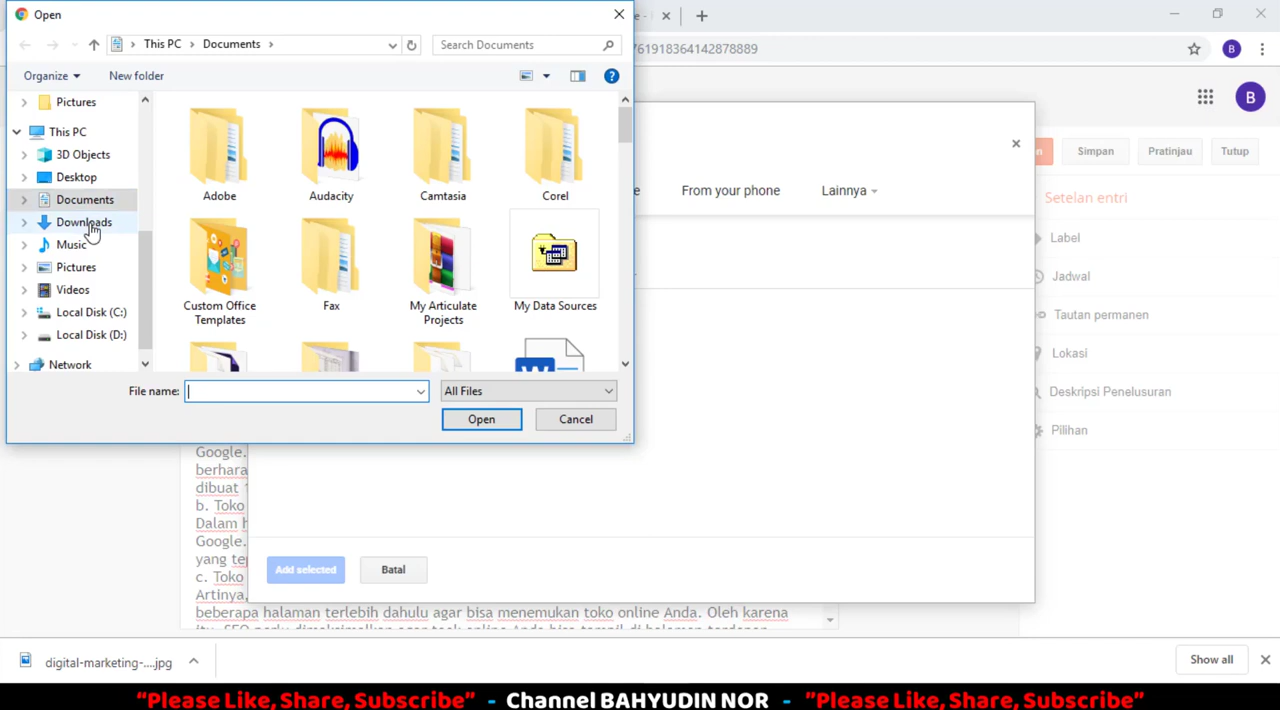 Open
e -
This PC
Documents
Search Documents
761918364142878889
B
Organize
New folder
B
Pictures
This PC
3D Objects
Desktop
Documents
Downloads
Music
Pictures
Videos
Local Disk (C:)
Local Disk (D:)
Network
Adobe
Audacity
Camtasia
Corel
Custom Office
Templates
Fax
My Articulate
Projects
My Data Sources
File name:
All Files
Open
Cancel
e
From your phone
Lainnya
n
Simpan
Pratinjau
Tutup
Setelan entri
Label
Jadwal
Tautan permanen
Lokasi
Deskripsi Penelusuran
Pilihan
Google.
berhara
dibuat
b. Toko
Dalam h
Google.
yang te
c. Toko
Artinya,
beberapa halaman terlebih dahulu agar bisa menemukan toko online Anda. Oleh karena
Add selected
Batal
digital-marketing-....jpg
Show all
“Please Like, Share, Subscribe” - Channel BAHYUDIN NOR - "Please Like, Share, Subscribe”